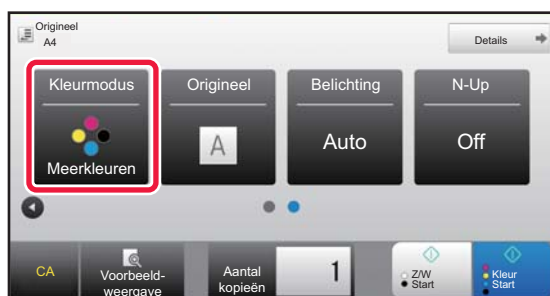 Origineel
A4
Details
Kleurmodus
Origineel
Belichting
N-Up
A
Auto
Off
Meerkleuren
CA
Voorbeeld-
weergave
Aantal
kopieën
1
Z/W
Start
Kleur
Start